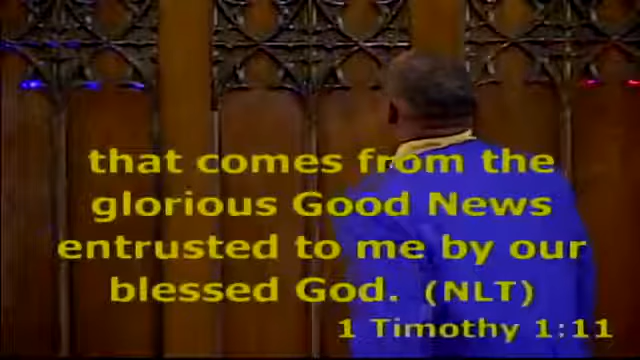 that comes from the
glorious Good News
entrusted to me by our
blessed God. (NLT)
1 Timothy 1:11